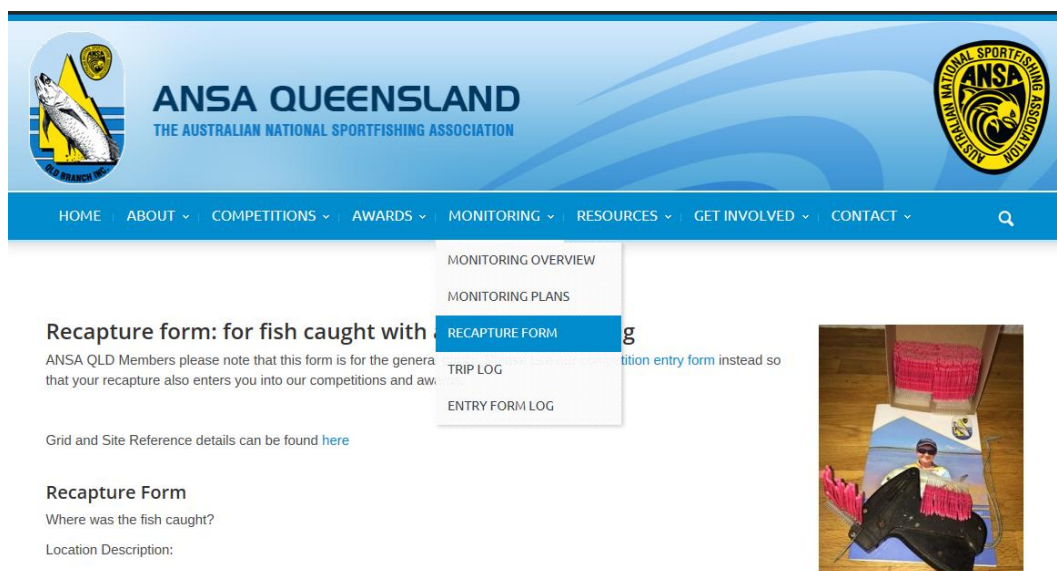 ANSA
QLD BRANCH INC.
ANSA QUEENSLAND
THE AUSTRALIAN NATIONAL SPORTFISHING ASSOCIATION
AUSTRALIAN NATIONAL SPORTFISHING ASSOCIATION
ANSA
HOME ABOUT COMPETITIONS AWARDS MONITORING RESOURCES GET INVOLVED CONTACT
MONITORING OVERVIEW
MONITORING PLANS
RECAPTURE FORM
TRIP LOG
ENTRY FORM LOG
Recapture form: for fish caught with
ANSA QLD Members please note that this form is for the general tition entry form instead so
that your recapture also enters you into our competitions and
Grid and Site Reference details can be found here
Recapture Form
Where was the fish caught?
Location Description: